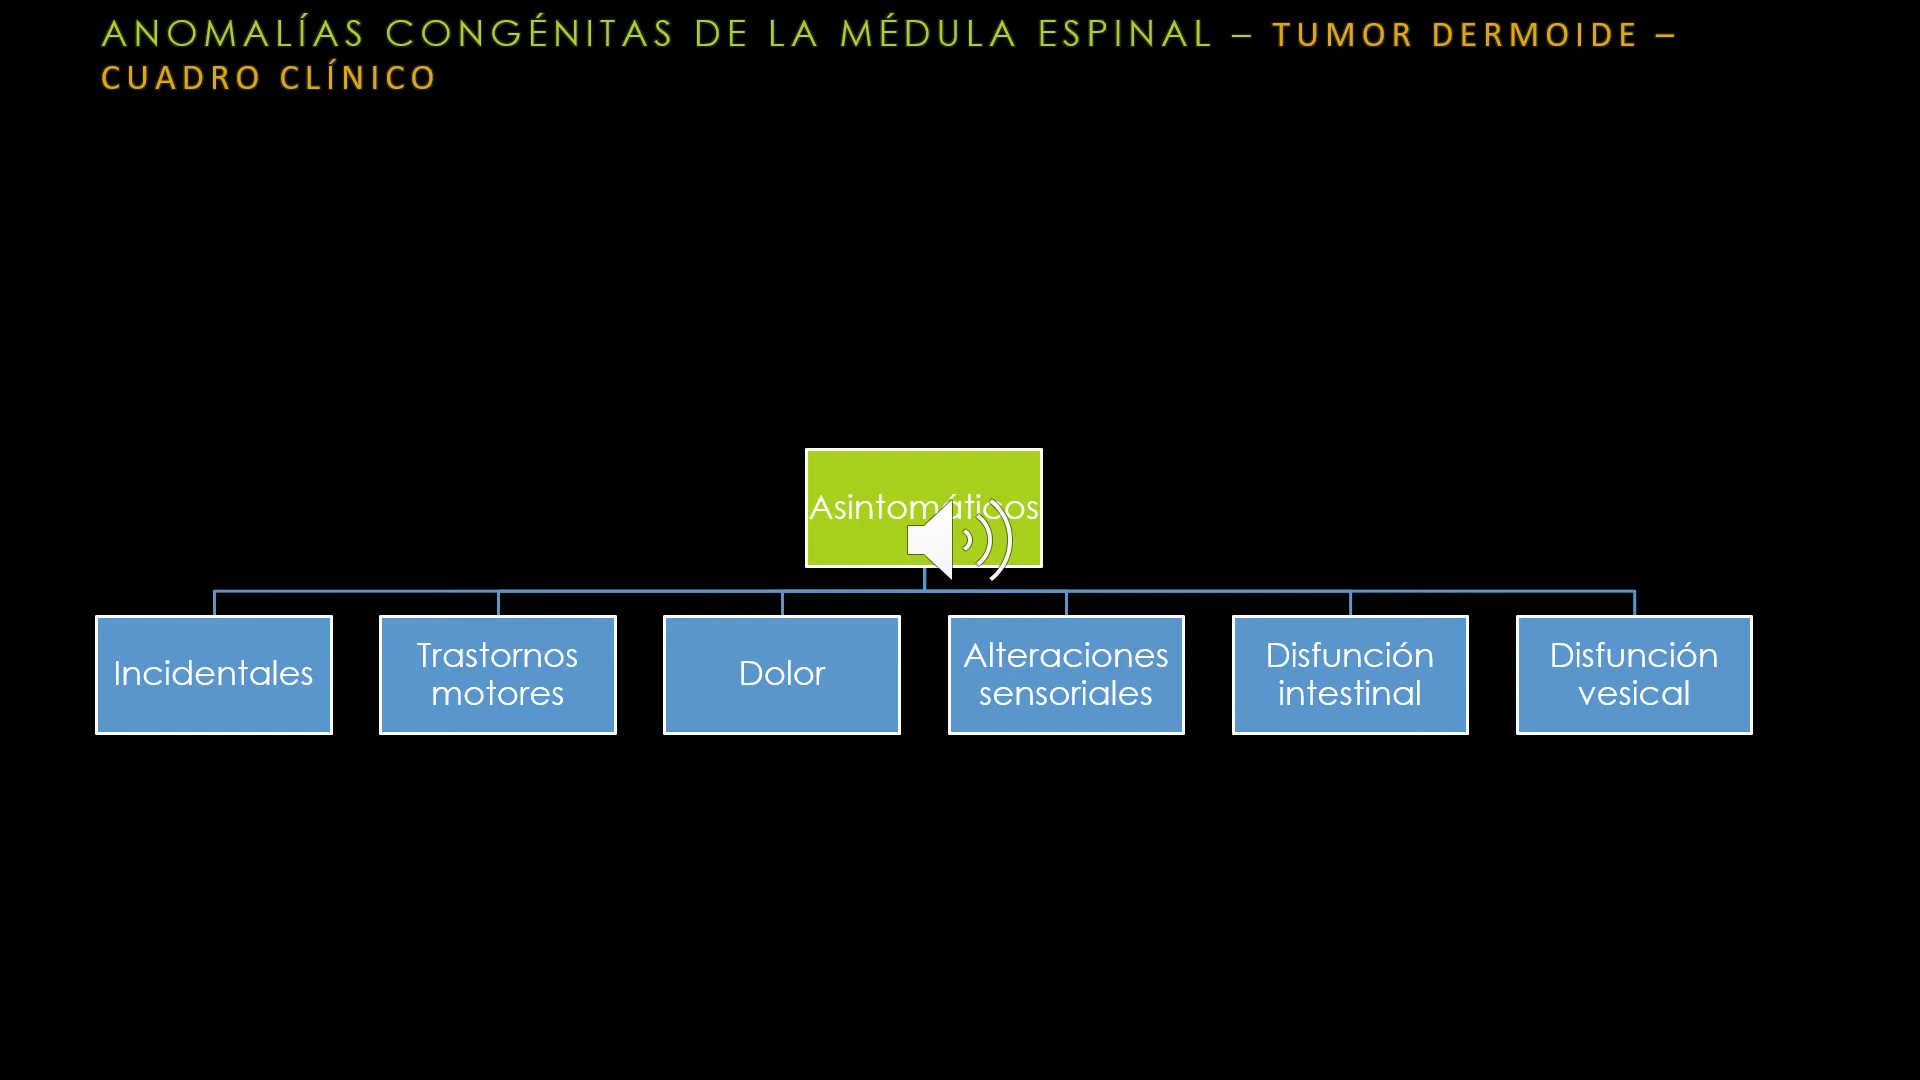 ANOMALÍAS CONGÉNITAS DE LA MÉDULA ESPINAL – TUMOR DERMOIDE –
CUADRO CLÍNICO
Asintomáticos
Incidentales
Trastornos
motores
Dolor
Alteraciones
sensoriales
Disfunción
intestinal
Disfunción
vesical